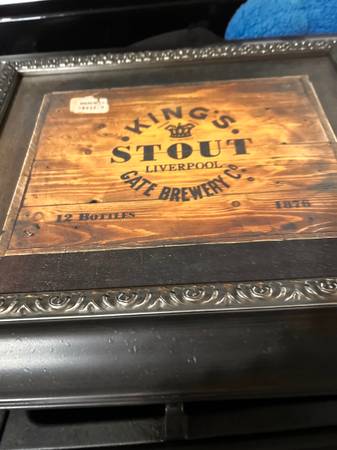 KING'S
STOUT
LIVERPOOL
GATE BREWERY CO
12 BOTTLES
1876